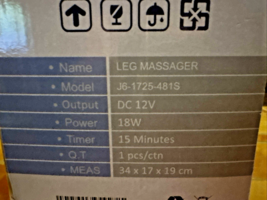 • Name LEG MASSAGER
• Model J6-1725-481S
• Output DC 12V
• Power 18W
• Timer 15 Minutes
• Q.T 1 pcs/ctn
• MEAS 34 x 17 x 19 cm